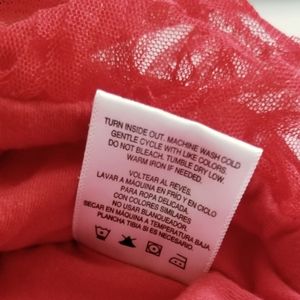 TURN INSIDE OUT. MACHINE WASH COLD
GENTLE CYCLE WITH LIKE COLORS.
DO NOT BLEACH. TUMBLE DRY LOW.
WARM IRON IF NEEDED.
VOLTEAR AL REVES.
LAVAR A MAQUINA EN FRIO Y EN CICLO
PARA ROPA DELICADA.
CON COLORES SIMILARES
NO USAR BLANQUEADOR.
SECAR EN MAQUINA A TEMPERATURA BAJA.
PLANCHA TIBIA SI ES NECESARIO.